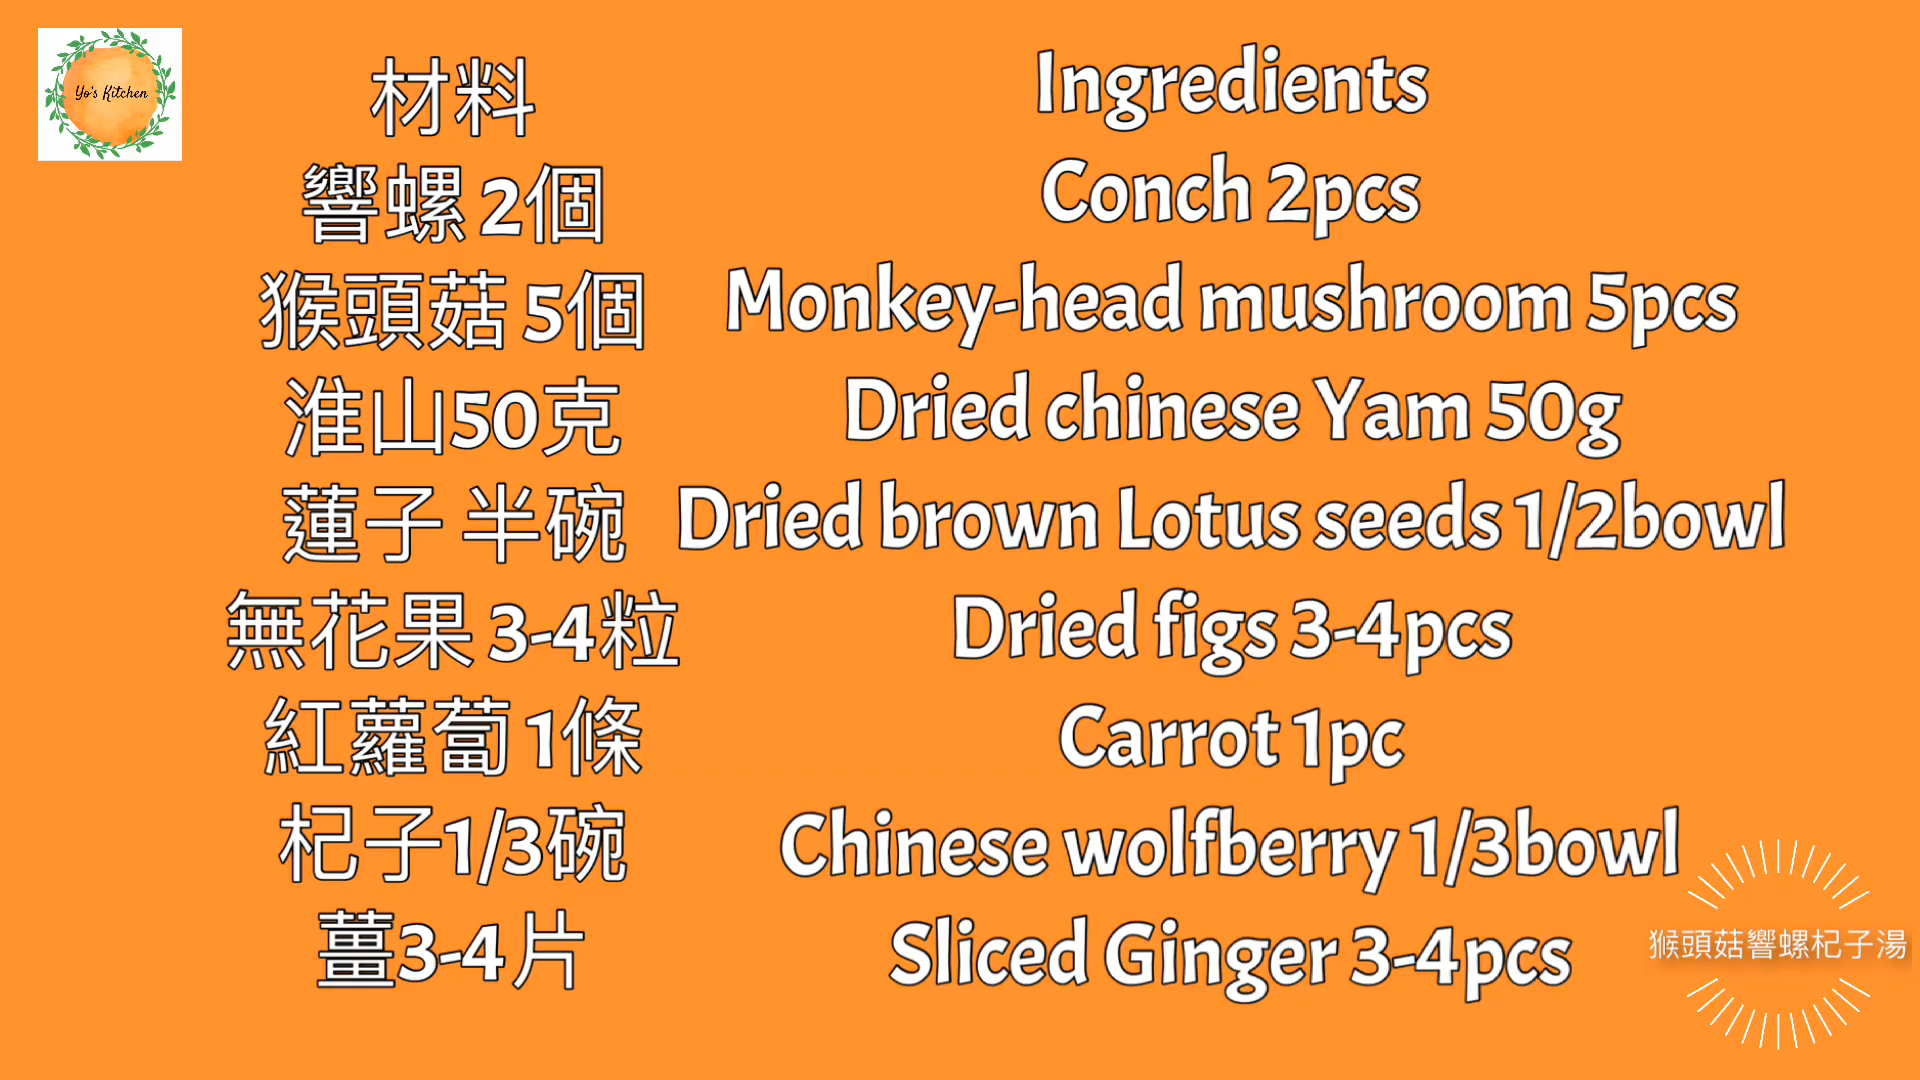 Yo's Kitchen
材料
響螺 2個
猴頭菇 5個
淮山50克
蓮子 半碗
無花果 3-4粒
紅蘿蔔 1條
杞子1/3碗
薑3-4片
Ingredients
Conch 2pcs
Monkey-head mushroom 5pcs
Dried chinese Yam 50g
Dried brown Lotus seeds 1/2bowl
Dried figs 3-4pcs
Carrot 1pc
Chinese wolfberry 1/3bowl
Sliced Ginger 3-4pcs
猴頭菇響螺杞子湯